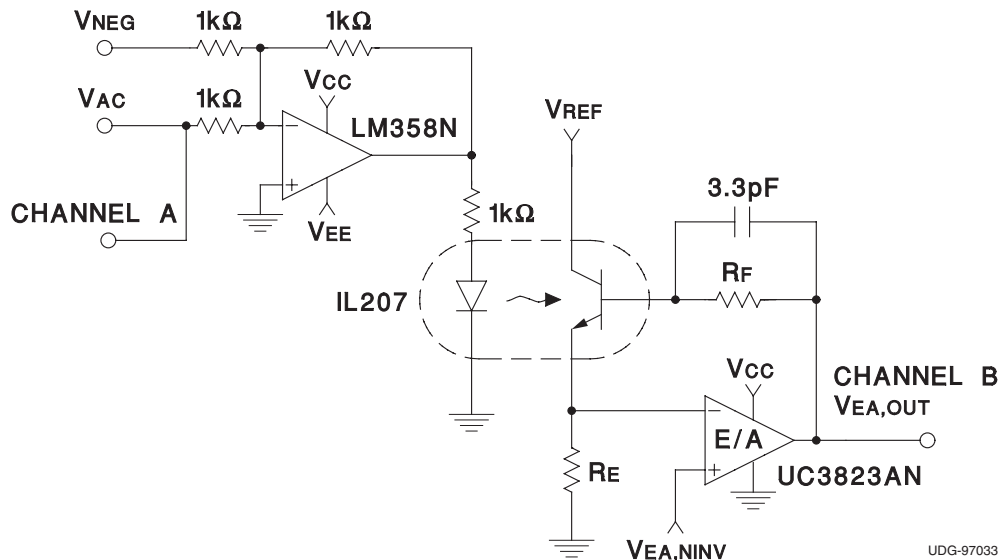 VNEG
1kΩ
1kΩ
VAC
1kΩ
VCC
−
LM358N
+
VEE
CHANNEL A
1kΩ
VREF
3.3pF
RF
IL207
VCC
CHANNEL B
VEA,OUT
−
E/A
+
UC3823AN
RE
VEA,NINV
UDG-97033